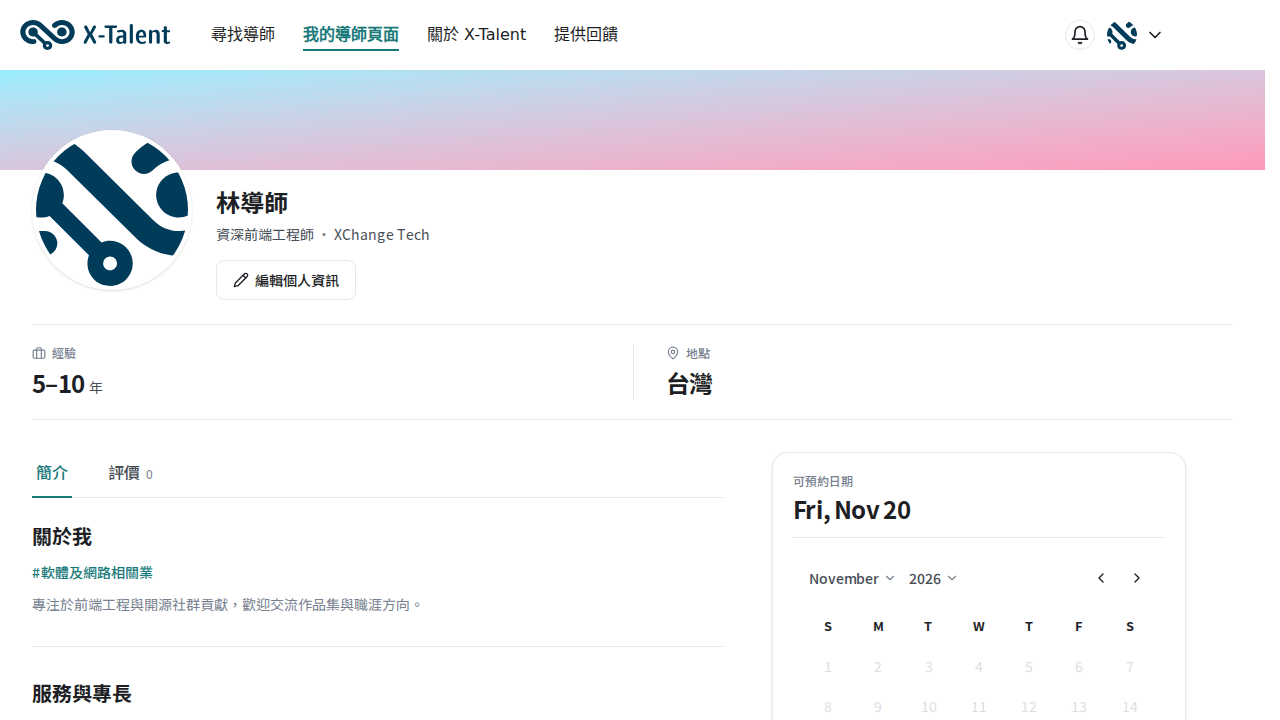 X-Talent
尋找導師
我的導師頁面
關於 X-Talent
提供回饋
林導師
資深前端工程師 • XChange Tech
編輯個人資訊
經驗
5–10 年
地點
台灣
簡介
評價 0
關於我
#軟體及網路相關業
專注於前端工程與開源社群貢獻，歡迎交流作品集與職涯方向。
服務與專長
可預約日期
Fri, Nov 20
November 2026
S M T W T F S
1 2 3 4 5 6 7
8 9 10 11 12 13 14